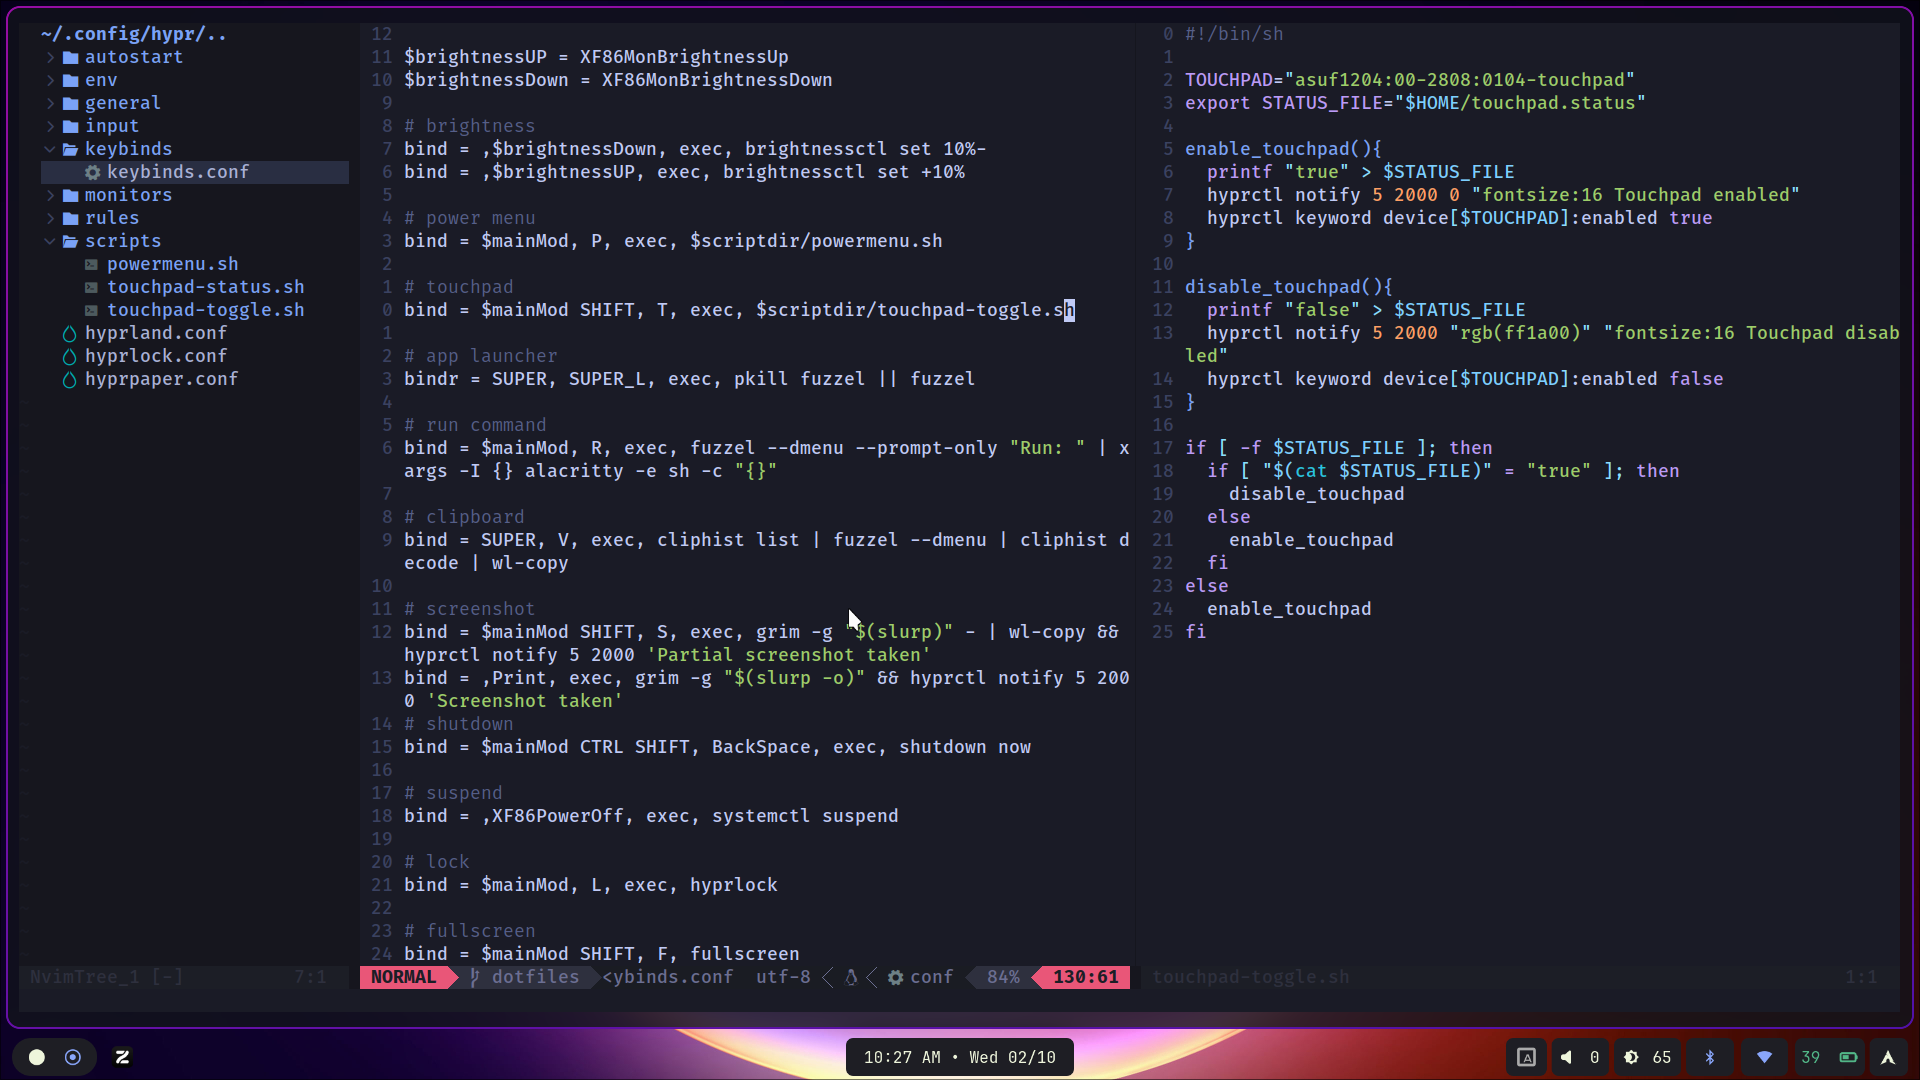 ~/.config/hypr/..
autostart
env
general
input
keybinds
keybinds.conf
monitors
rules
scripts
powermenu.sh
touchpad-status.sh
touchpad-toggle.sh
hyprland.conf
hyprlock.conf
hyprpaper.conf
NvimTree_1 [-] 7:1
12
11 $brightnessUP = XF86MonBrightnessUp
10 $brightnessDown = XF86MonBrightnessDown
9
8 # brightness
7 bind = ,$brightnessDown, exec, brightnessctl set 10%-
6 bind = ,$brightnessUP, exec, brightnessctl set +10%
5
4 # power menu
3 bind = $mainMod, P, exec, $scriptdir/powermenu.sh
2
1 # touchpad
0 bind = $mainMod SHIFT, T, exec, $scriptdir/touchpad-toggle.sh
1
2 # app launcher
3 bindr = SUPER, SUPER_L, exec, pkill fuzzel || fuzzel
4
5 # run command
6 bind = $mainMod, R, exec, fuzzel --dmenu --prompt-only "Run: " | x
args -I {} alacritty -e sh -c "{}"
7
8 # clipboard
9 bind = SUPER, V, exec, cliphist list | fuzzel --dmenu | cliphist d
ecode | wl-copy
10
11 # screenshot
12 bind = $mainMod SHIFT, S, exec, grim -g "$(slurp)" - | wl-copy &&
hyprctl notify 5 2000 'Partial screenshot taken'
13 bind = ,Print, exec, grim -g "$(slurp -o)" && hyprctl notify 5 200
0 'Screenshot taken'
14 # shutdown
15 bind = $mainMod CTRL SHIFT, BackSpace, exec, shutdown now
16
17 # suspend
18 bind = ,XF86PowerOff, exec, systemctl suspend
19
20 # lock
21 bind = $mainMod, L, exec, hyprlock
22
23 # fullscreen
24 bind = $mainMod SHIFT, F, fullscreen
NORMAL dotfiles <ybinds.conf utf-8 conf 84% 130:61
0 #!/bin/sh
1
2 TOUCHPAD="asuf1204:00-2808:0104-touchpad"
3 export STATUS_FILE="$HOME/touchpad.status"
4
5 enable_touchpad(){
6 printf "true" > $STATUS_FILE
7 hyprctl notify 5 2000 0 "fontsize:16 Touchpad enabled"
8 hyprctl keyword device[$TOUCHPAD]:enabled true
9 }
10
11 disable_touchpad(){
12 printf "false" > $STATUS_FILE
13 hyprctl notify 5 2000 "rgb(ff1a00)" "fontsize:16 Touchpad disab
led"
14 hyprctl keyword device[$TOUCHPAD]:enabled false
15 }
16
17 if [ -f $STATUS_FILE ]; then
18 if [ "$(cat $STATUS_FILE)" = "true" ]; then
19 disable_touchpad
20 else
21 enable_touchpad
22 fi
23 else
24 enable_touchpad
25 fi
touchpad-toggle.sh 1:1
10:27 AM • Wed 02/10
A 0 65 39